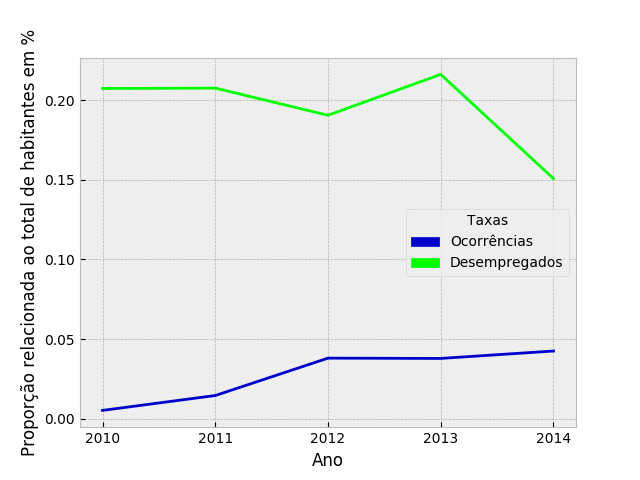 Proporção relacionada ao total de habitantes em %
0.20
0.15
0.10
0.05
0.00
Taxas
Ocorrências
Desempregados
2010 2011 2012 2013 2014
Ano